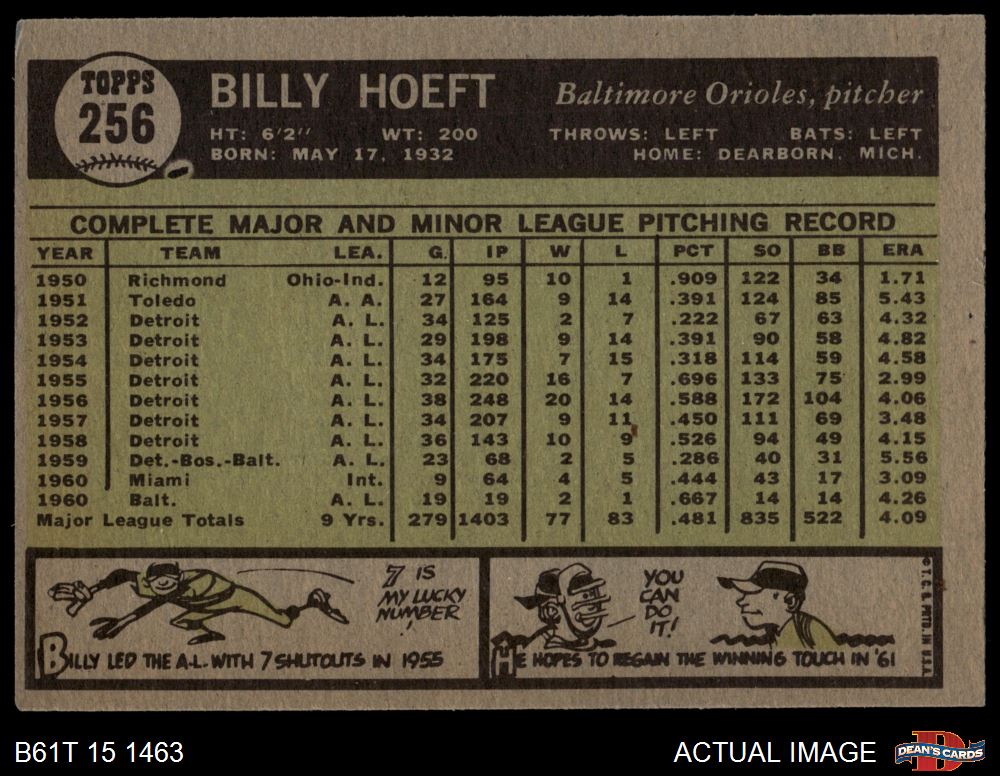 TOPPS
256
BILLY HOEFT
Baltimore Orioles, pitcher
HT: 6'2" WT: 200 THROWS: LEFT BATS: LEFT
BORN: MAY 17, 1932 HOME: DEARBORN, MICH.
COMPLETE MAJOR AND MINOR LEAGUE PITCHING RECORD
YEAR TEAM LEA. G. IP W L PCT SO BB ERA
1950 Richmond Ohio-Ind. 12 95 10 1 .909 122 34 1.71
1951 Toledo A. A. 27 164 9 14 .391 124 85 5.43
1952 Detroit A. L. 34 125 2 7 .222 67 63 4.32
1953 Detroit A. L. 29 198 9 14 .391 90 58 4.82
1954 Detroit A. L. 34 175 7 15 .318 114 59 4.58
1955 Detroit A. L. 32 220 16 7 .696 133 75 2.99
1956 Detroit A. L. 38 248 20 14 .588 172 104 4.06
1957 Detroit A. L. 34 207 9 11 .450 111 69 3.48
1958 Detroit A. L. 36 143 10 9 .526 94 49 4.15
1959 Det.-Bos.-Balt. A. L. 23 68 2 5 .286 40 31 5.56
1960 Miami Int. 9 64 4 5 .444 43 17 3.09
1960 Balt. A. L. 19 19 2 1 .667 14 14 4.26
Major League Totals 9 Yrs. 279 1403 77 83 .481 835 522 4.09
7 IS
MY LUCKY
NUMBER
!
BILLY LED THE A.L. WITH 7 SHUTOUTS IN 1955
YOU
CAN
DO
IT!
HE HOPES TO REGAIN THE WINNING TOUCH IN '61
© T. C. G. PRTD. IN U.S.A.
B61T 15 1463
ACTUAL IMAGE
DEAN'S CARDS